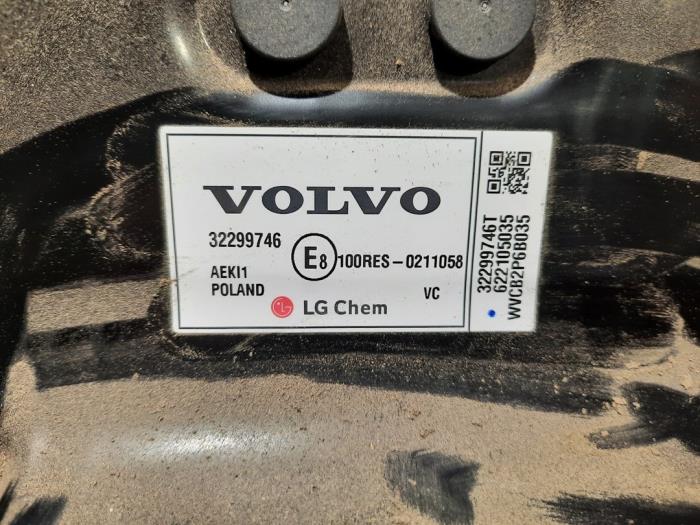 VOLVO
32299746
E8 100RES-0211058
AEKI1
POLAND
VC
LG Chem
32299746T
622105035
WVCB2P6B035